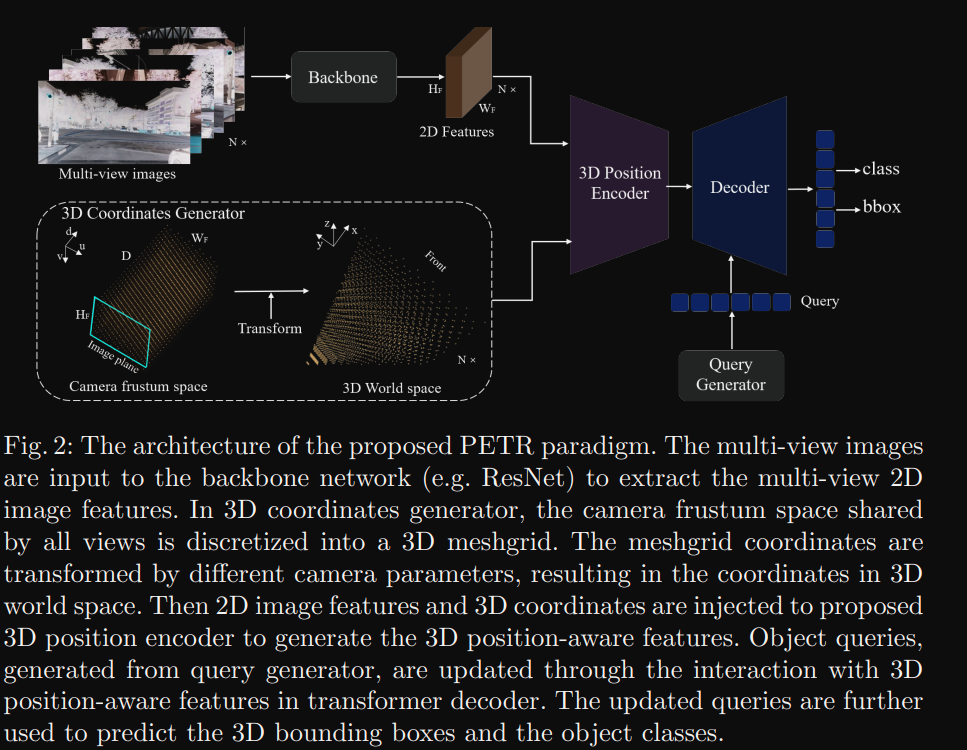 Backbone
H_F
N ×
W_F
2D Features
N ×
Multi-view images
3D Position
Encoder
Decoder
class
bbox
3D Coordinates Generator
d
u
v
D
W_F
H_F
Image plane
Camera frustum space
Transform
z
x
y
Front
N ×
3D World space
Query
Query
Generator
Fig. 2: The architecture of the proposed PETR paradigm. The multi-view images
are input to the backbone network (e.g. ResNet) to extract the multi-view 2D
image features. In 3D coordinates generator, the camera frustum space shared
by all views is discretized into a 3D meshgrid. The meshgrid coordinates are
transformed by different camera parameters, resulting in the coordinates in 3D
world space. Then 2D image features and 3D coordinates are injected to proposed
3D position encoder to generate the 3D position-aware features. Object queries,
generated from query generator, are updated through the interaction with 3D
position-aware features in transformer decoder. The updated queries are further
used to predict the 3D bounding boxes and the object classes.